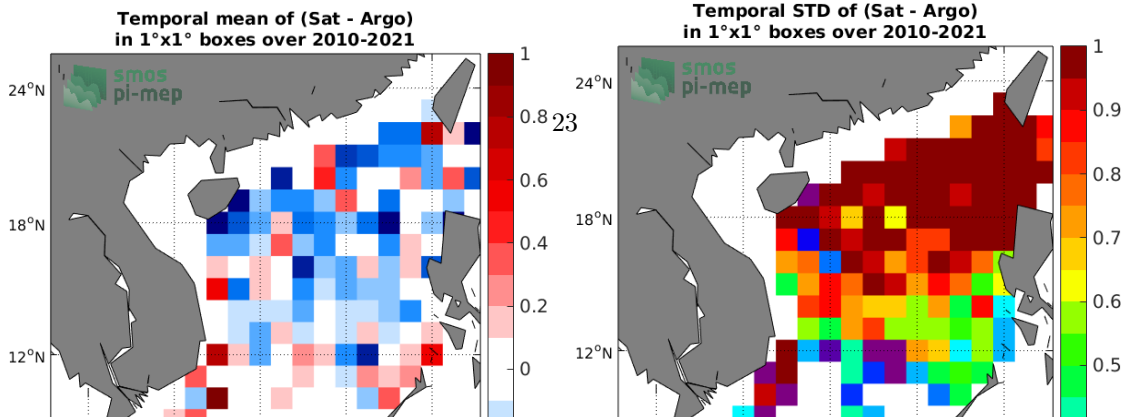 Temporal mean of (Sat - Argo)
in 1°x1° boxes over 2010-2021
smos
pi-mep
24°N
18°N
12°N
1
0.8
0.6
0.4
0.2
0
23
Temporal STD of (Sat - Argo)
in 1°x1° boxes over 2010-2021
smos
pi-mep
24°N
18°N
12°N
1
0.9
0.8
0.7
0.6
0.5